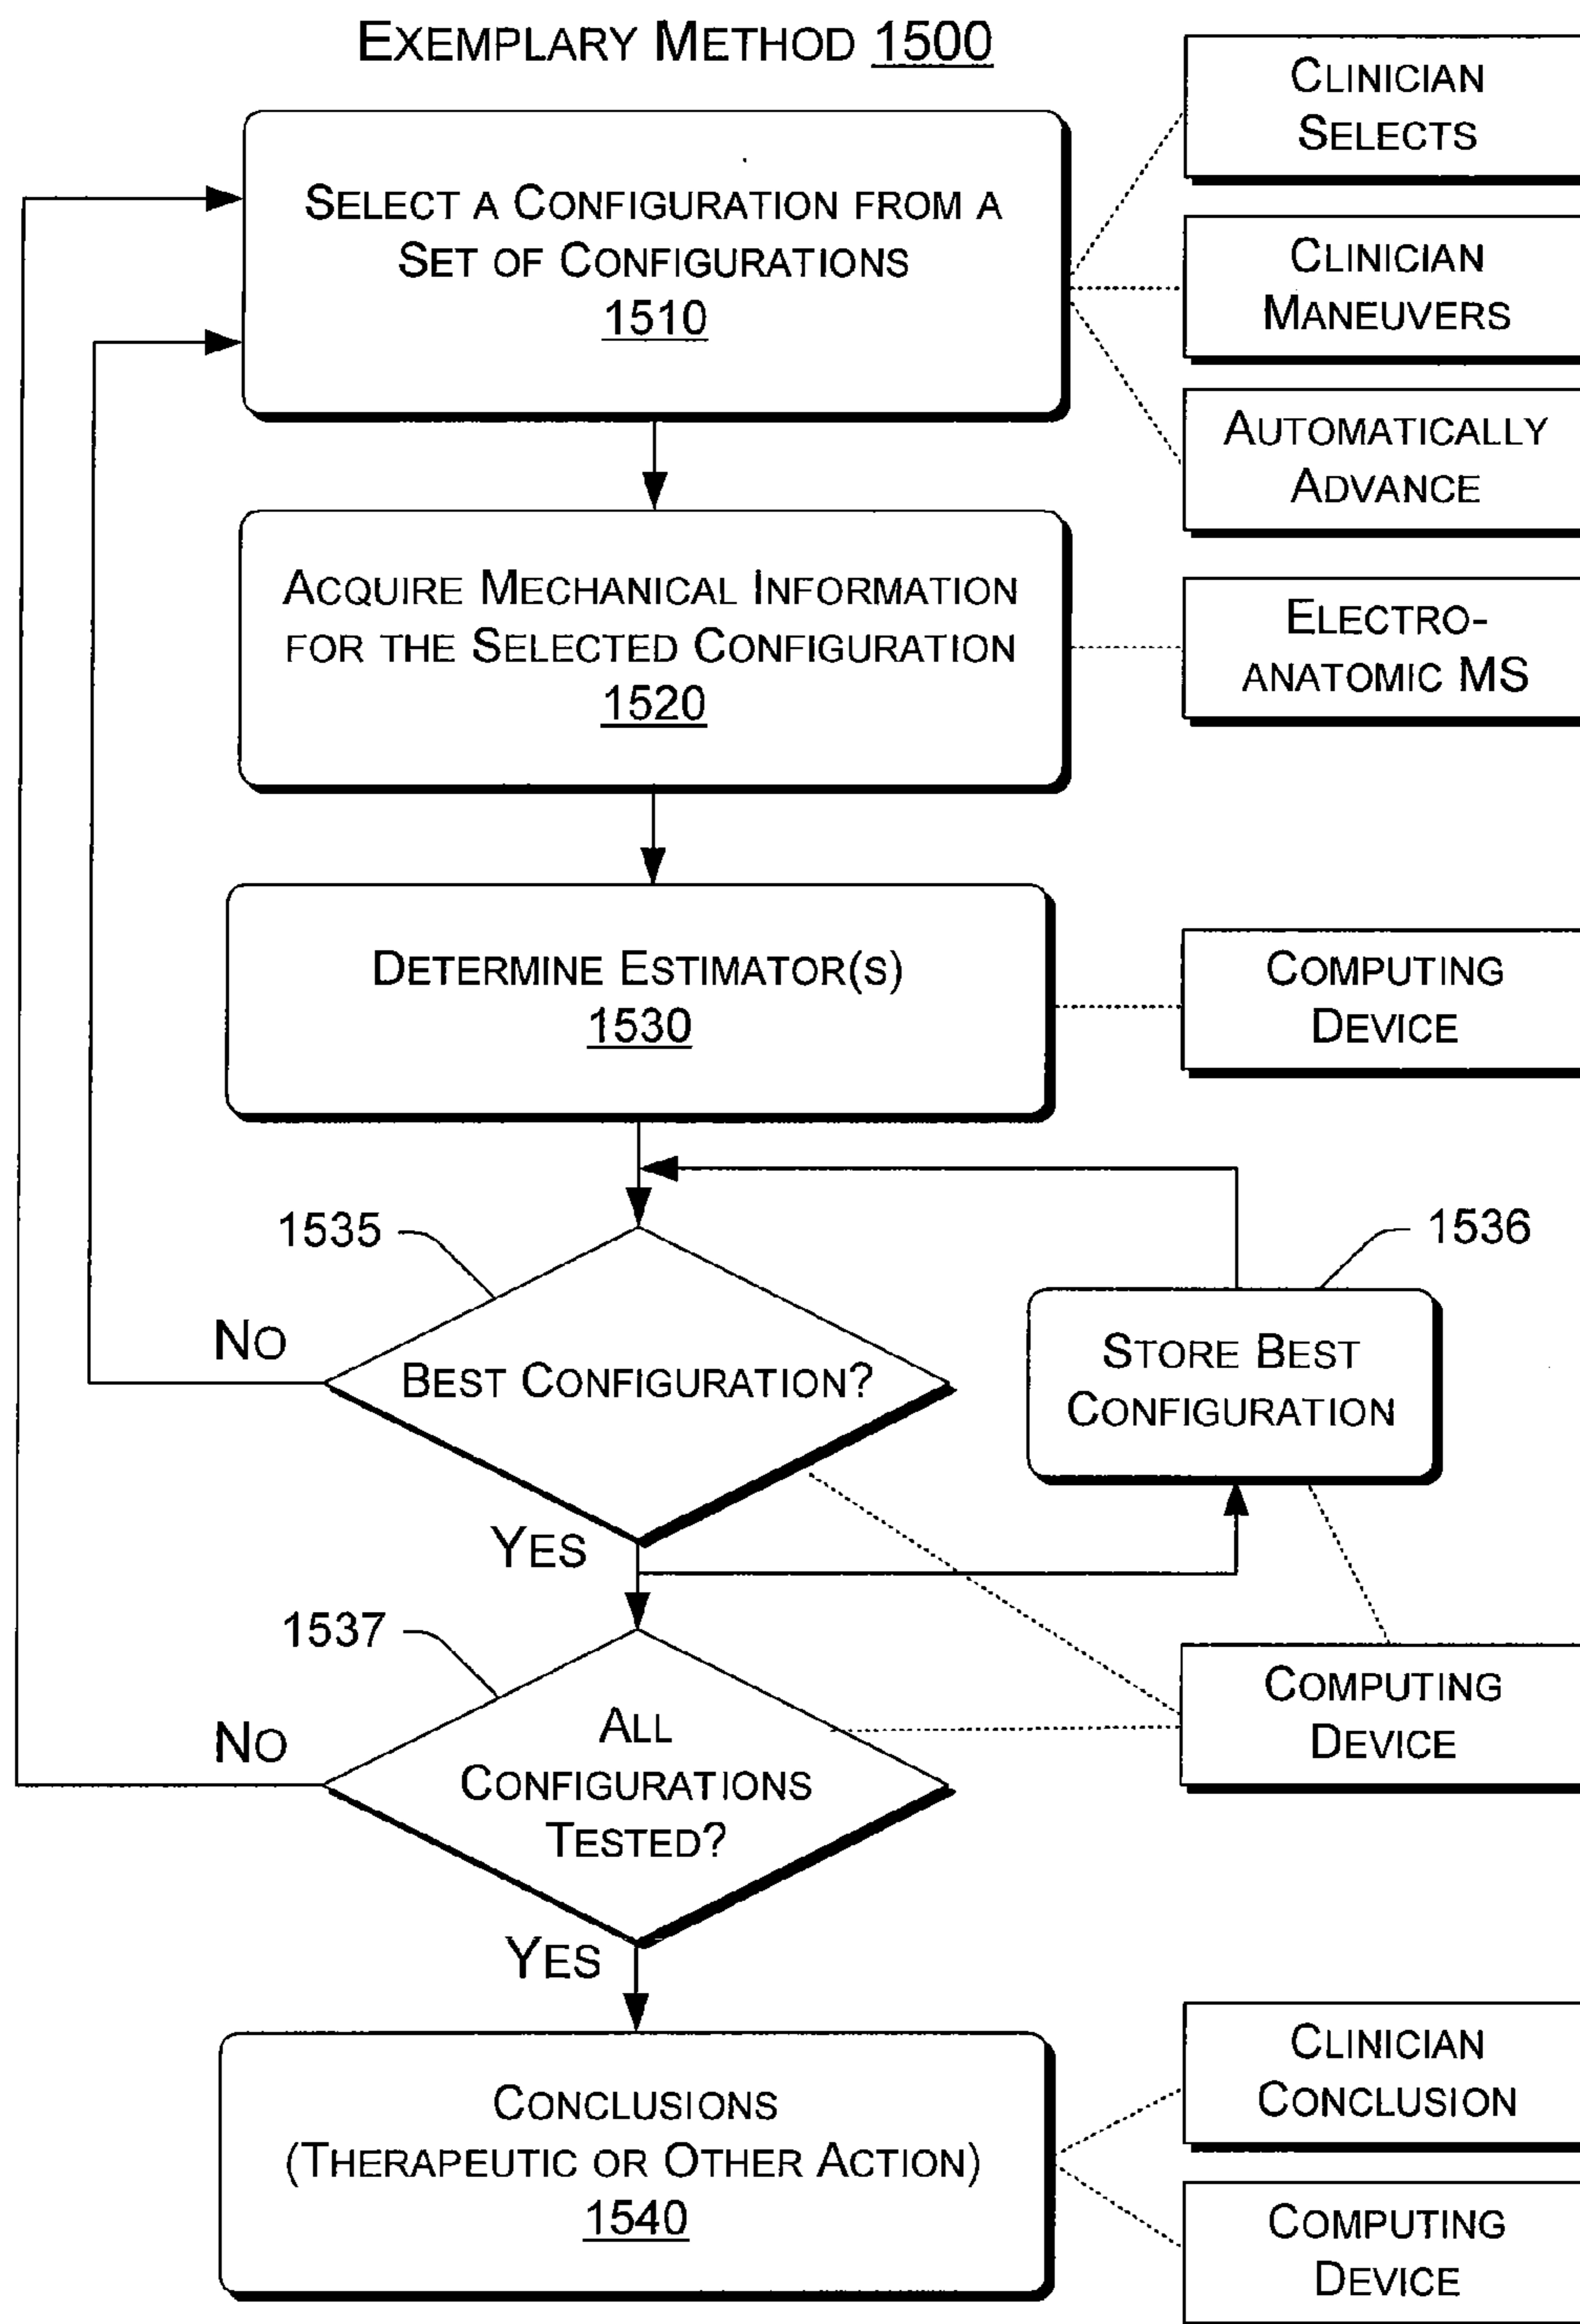 EXEMPLARY METHOD 1500
CLINICIAN
SELECTS
SELECT A CONFIGURATION FROM A
SET OF CONFIGURATIONS
1510
CLINICIAN
MANEUVERS
AUTOMATICALLY
ADVANCE
ACQUIRE MECHANICAL INFORMATION
FOR THE SELECTED CONFIGURATION
1520
ELECTRO-
ANATOMIC MS
DETERMINE ESTIMATOR(S)
1530
COMPUTING
DEVICE
1535
1536
NO
BEST CONFIGURATION?
STORE BEST
CONFIGURATION
YES
1537
NO
ALL
CONFIGURATIONS
TESTED?
COMPUTING
DEVICE
YES
CONCLUSIONS
(THERAPEUTIC OR OTHER ACTION)
1540
CLINICIAN
CONCLUSION
COMPUTING
DEVICE